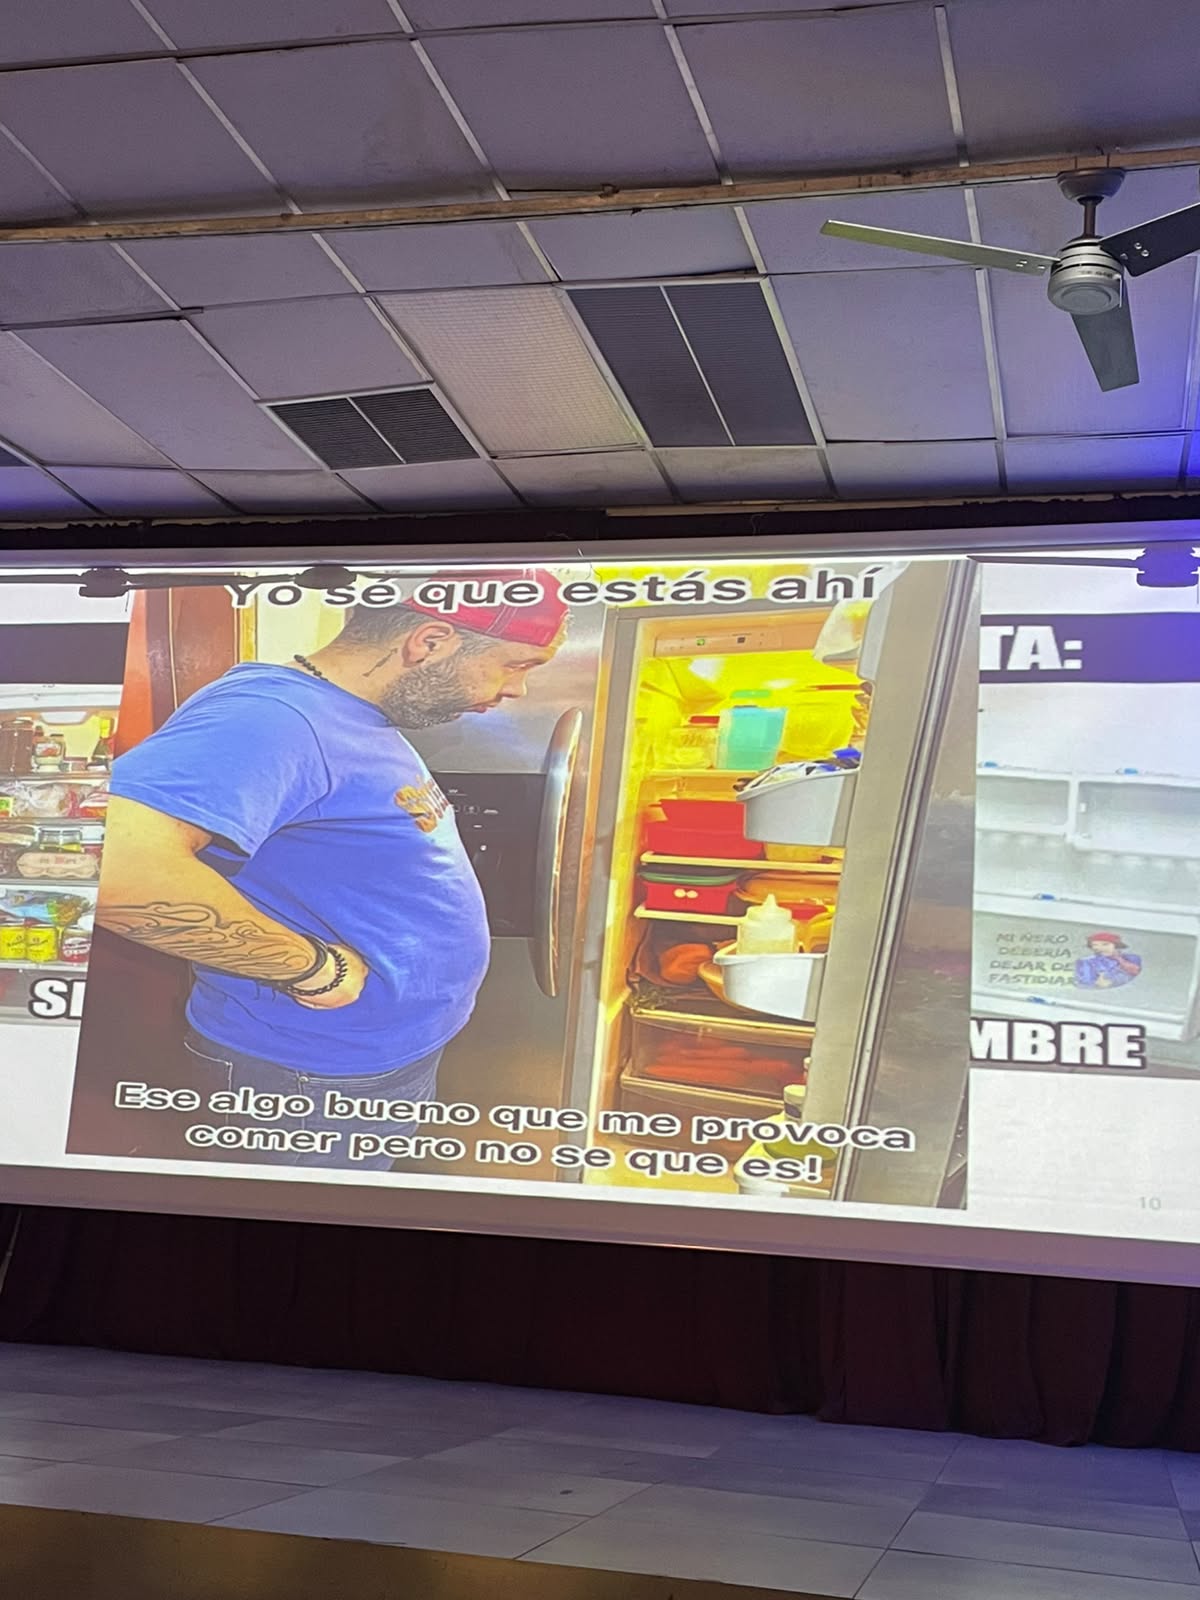 Yo sé que estás ahí
TA:
MI ÑERO
DEBERÍA
DEJAR DE
FASTIDIAR
SI
MBRE
Ese algo bueno que me provoca
comer pero no se que es!
10